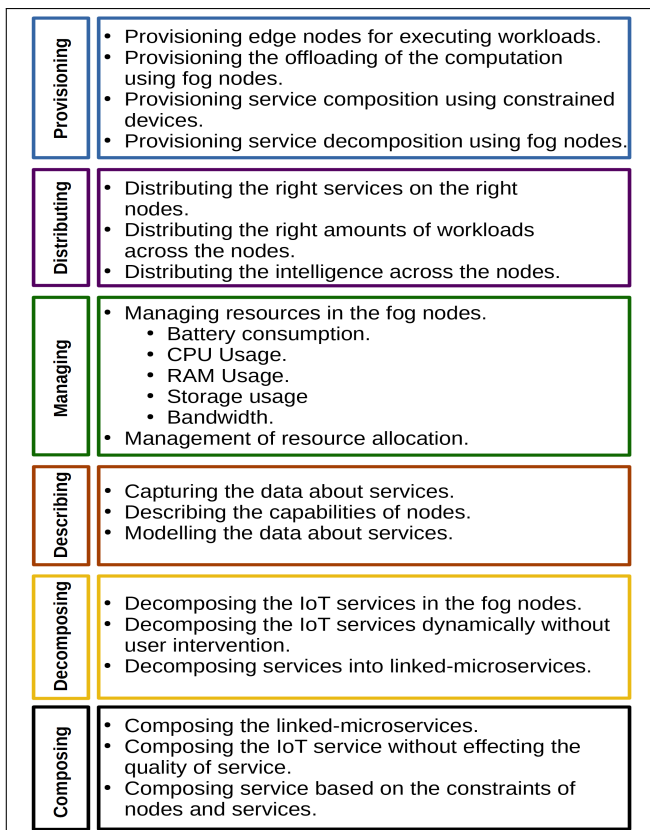 Provisioning
• Provisioning edge nodes for executing workloads.
• Provisioning the offloading of the computation
using fog nodes.
• Provisioning service composition using constrained
devices.
• Provisioning service decomposition using fog nodes.
Distributing
• Distributing the right services on the right
nodes.
• Distributing the right amounts of workloads
across the nodes.
• Distributing the intelligence across the nodes.
Managing
• Managing resources in the fog nodes.
• Battery consumption.
• CPU Usage.
• RAM Usage.
• Storage usage
• Bandwidth.
• Management of resource allocation.
Describing
• Capturing the data about services.
• Describing the capabilities of nodes.
• Modelling the data about services.
Decomposing
• Decomposing the IoT services in the fog nodes.
• Decomposing the IoT services dynamically without
user intervention.
• Decomposing services into linked-microservices.
Composing
• Composing the linked-microservices.
• Composing the IoT service without effecting the
quality of service.
• Composing service based on the constraints of
nodes and services.